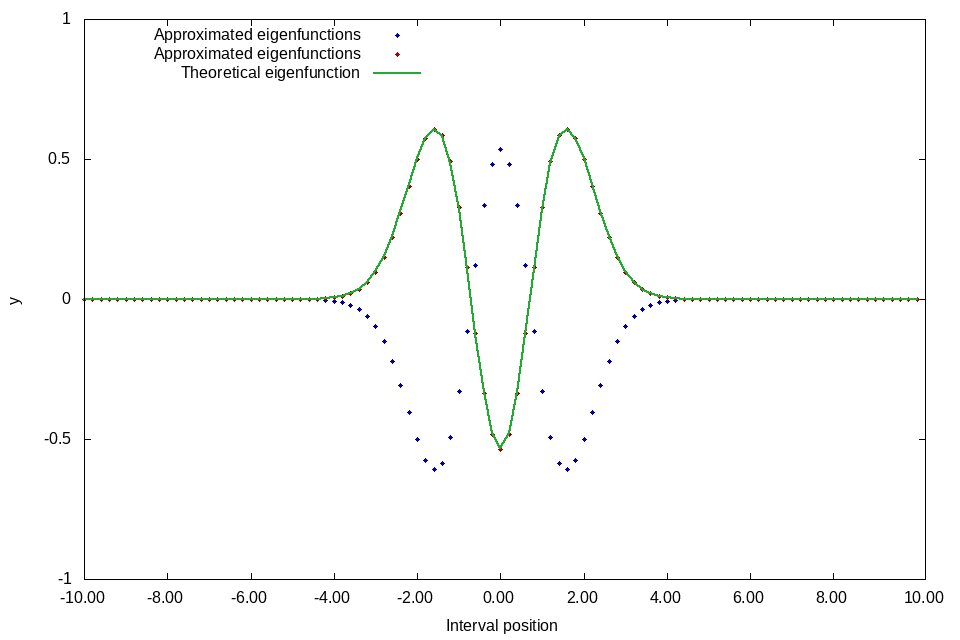 Approximated eigenfunctions
Approximated eigenfunctions
Theoretical eigenfunction
1
0.5
0
-0.5
-1
y
-10.00 -8.00 -6.00 -4.00 -2.00 0.00 2.00 4.00 6.00 8.00 10.00
Interval position